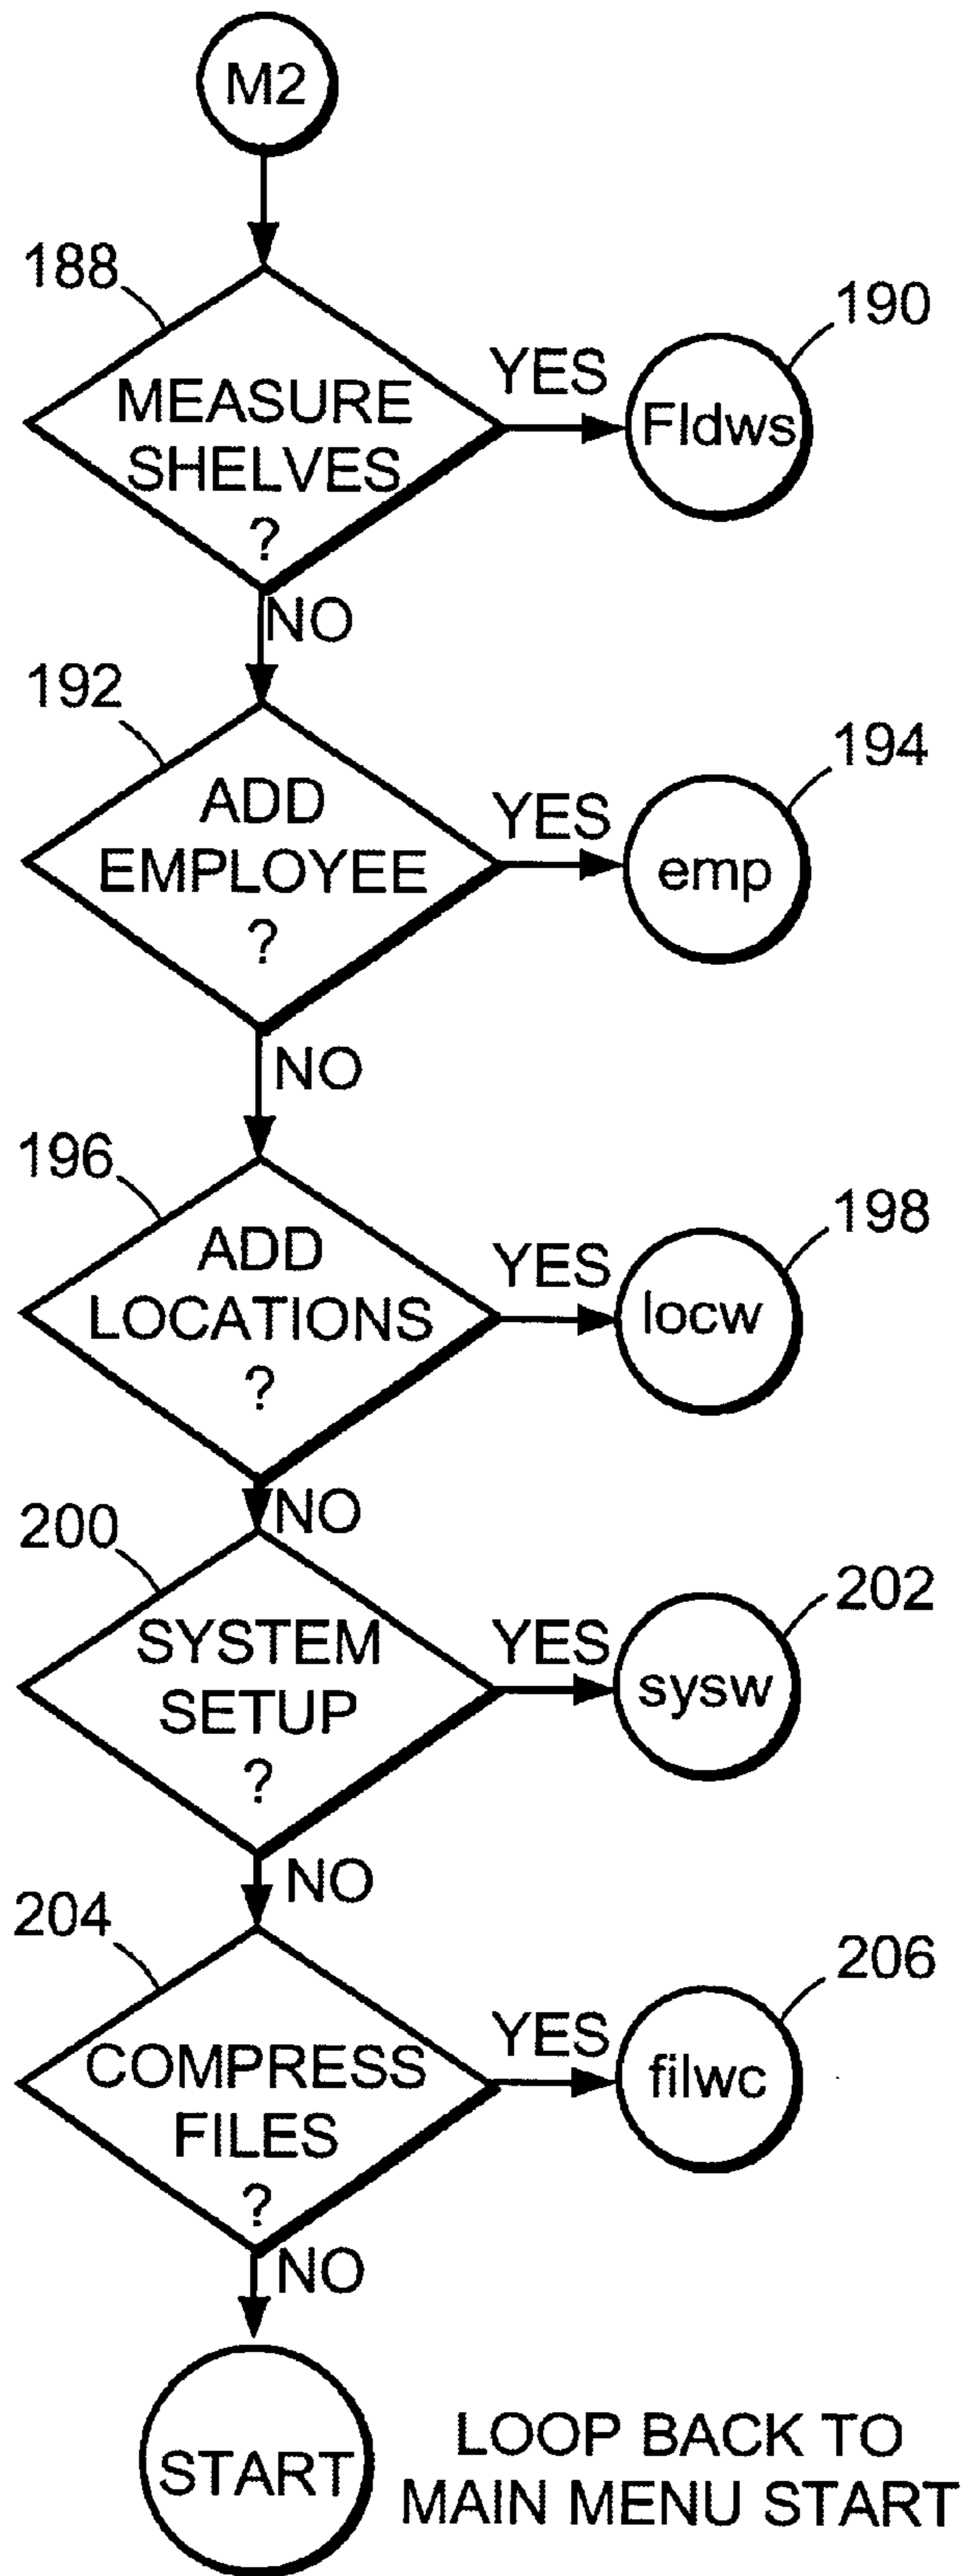 M2
188
190
MEASURE
SHELVES
?
YES
Fldws
NO
192
194
ADD
EMPLOYEE
?
YES
emp
NO
196
198
ADD
LOCATIONS
?
YES
locw
NO
200
202
SYSTEM
SETUP
?
YES
sysw
NO
204
206
COMPRESS
FILES
?
YES
filwc
NO
START
LOOP BACK TO
MAIN MENU START